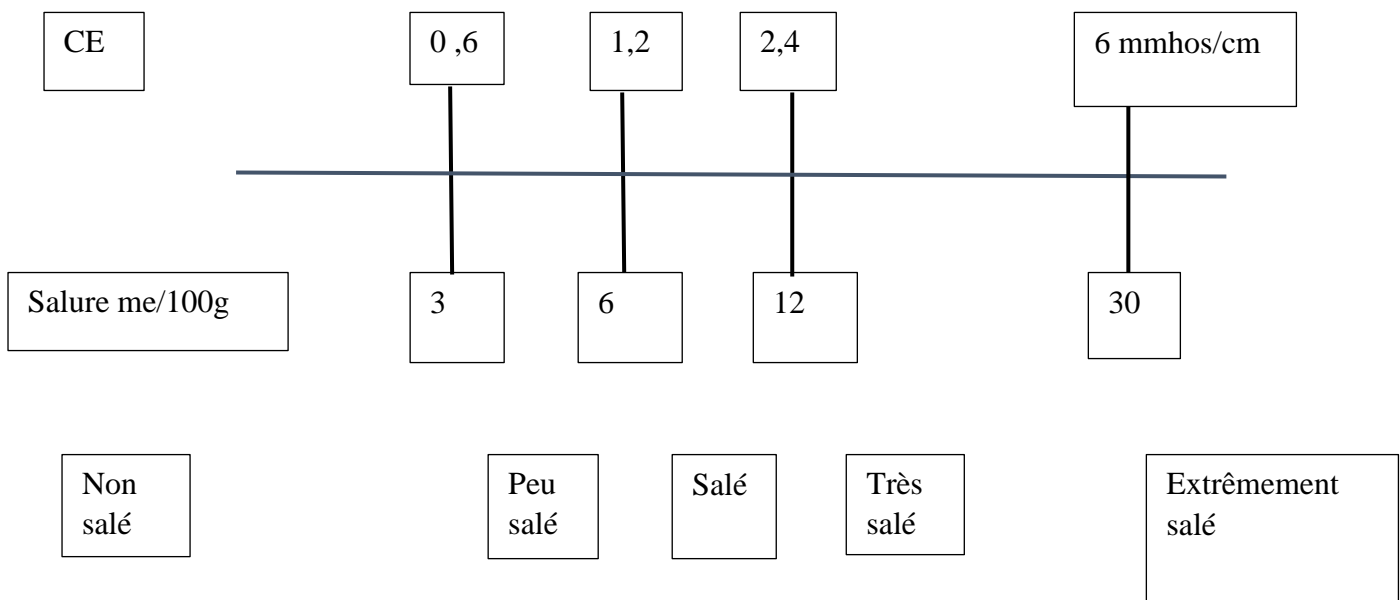 CE
0 ,6
1,2
2,4
6 mmhos/cm
Salure me/100g
3
6
12
30
Non
salé
Peu
salé
Salé
Très
salé
Extrêmement
salé